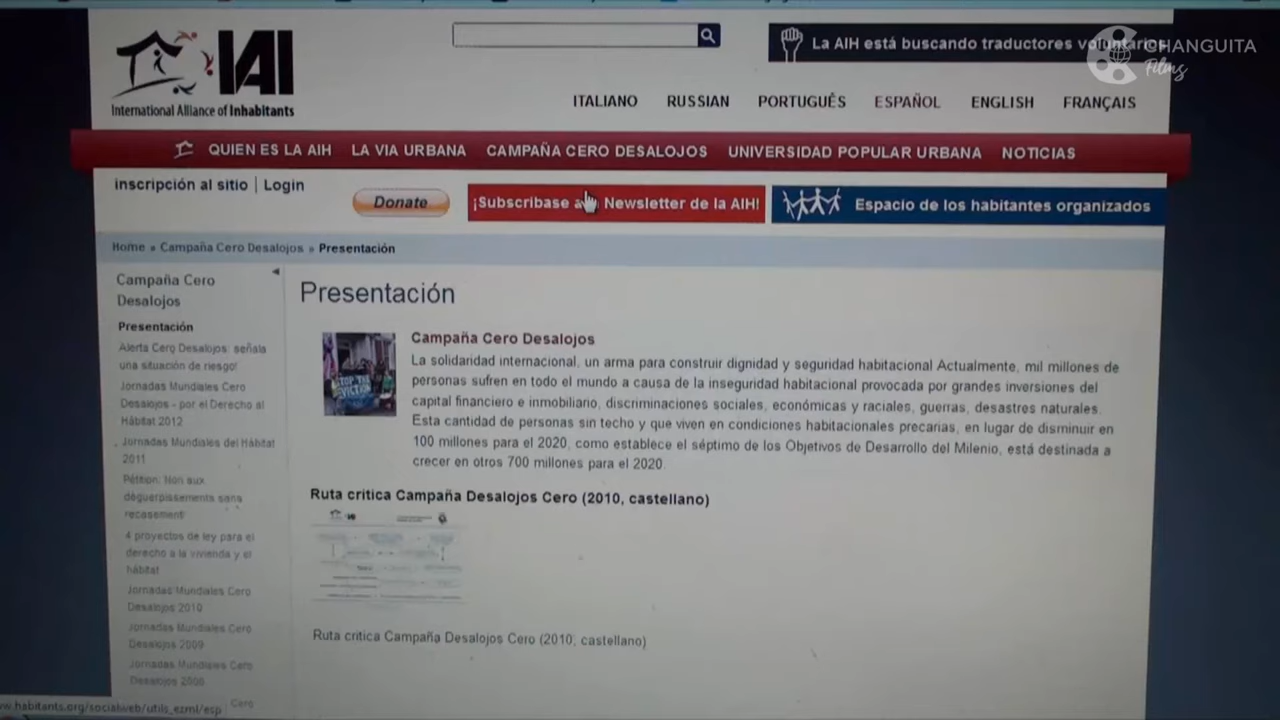 IAI
International Alliance of Inhabitants
La AIH está buscando traductores voluntarios
CHANGUITA
Films
ITALIANO RUSSIAN PORTUGUÊS ESPAÑOL ENGLISH FRANÇAIS
QUIEN ES LA AIH LA VIA URBANA CAMPAÑA CERO DESALOJOS UNIVERSIDAD POPULAR URBANA NOTICIAS
inscripción al sitio | Login
Donate
¡Subscribase a Newsletter de la AIH!
Espacio de los habitantes organizados
Home » Campaña Cero Desalojos » Presentación
Campaña Cero
Desalojos
Presentación
Alerta Cero Desalojos: señala
una situación de riesgo!
Jornadas Mundiales Cero
Desalojos - por el Derecho al
Hábitat 2012
Jornadas Mundiales del Hábitat
2011
Pétition: Non aux
déguerpissements sans
recasement!
4 proyectos de ley para el
derecho a la vivienda y el
hábitat
Jornadas Mundiales Cero
Desalojos 2010
Jornadas Mundiales Cero
Desalojos 2009
Jornadas Mundiales Cero
Desalojos 2008
Cero
Presentación
STOP THE
EVICTION
Campaña Cero Desalojos
La solidaridad internacional, un arma para construir dignidad y seguridad habitacional Actualmente, mil millones de
personas sufren en todo el mundo a causa de la inseguridad habitacional provocada por grandes inversiones del
capital financiero e inmobiliario, discriminaciones sociales, económicas y raciales, guerras, desastres naturales.
Esta cantidad de personas sin techo y que viven en condiciones habitacionales precarias, en lugar de disminuir en
100 millones para el 2020, como establece el séptimo de los Objetivos de Desarrollo del Milenio, está destinada a
crecer en otros 700 millones para el 2020.
Ruta critica Campaña Desalojos Cero (2010, castellano)
Ruta critica Campaña Desalojos Cero (2010, castellano)
w.habitants.org/socialweb/utils_ezml/esp